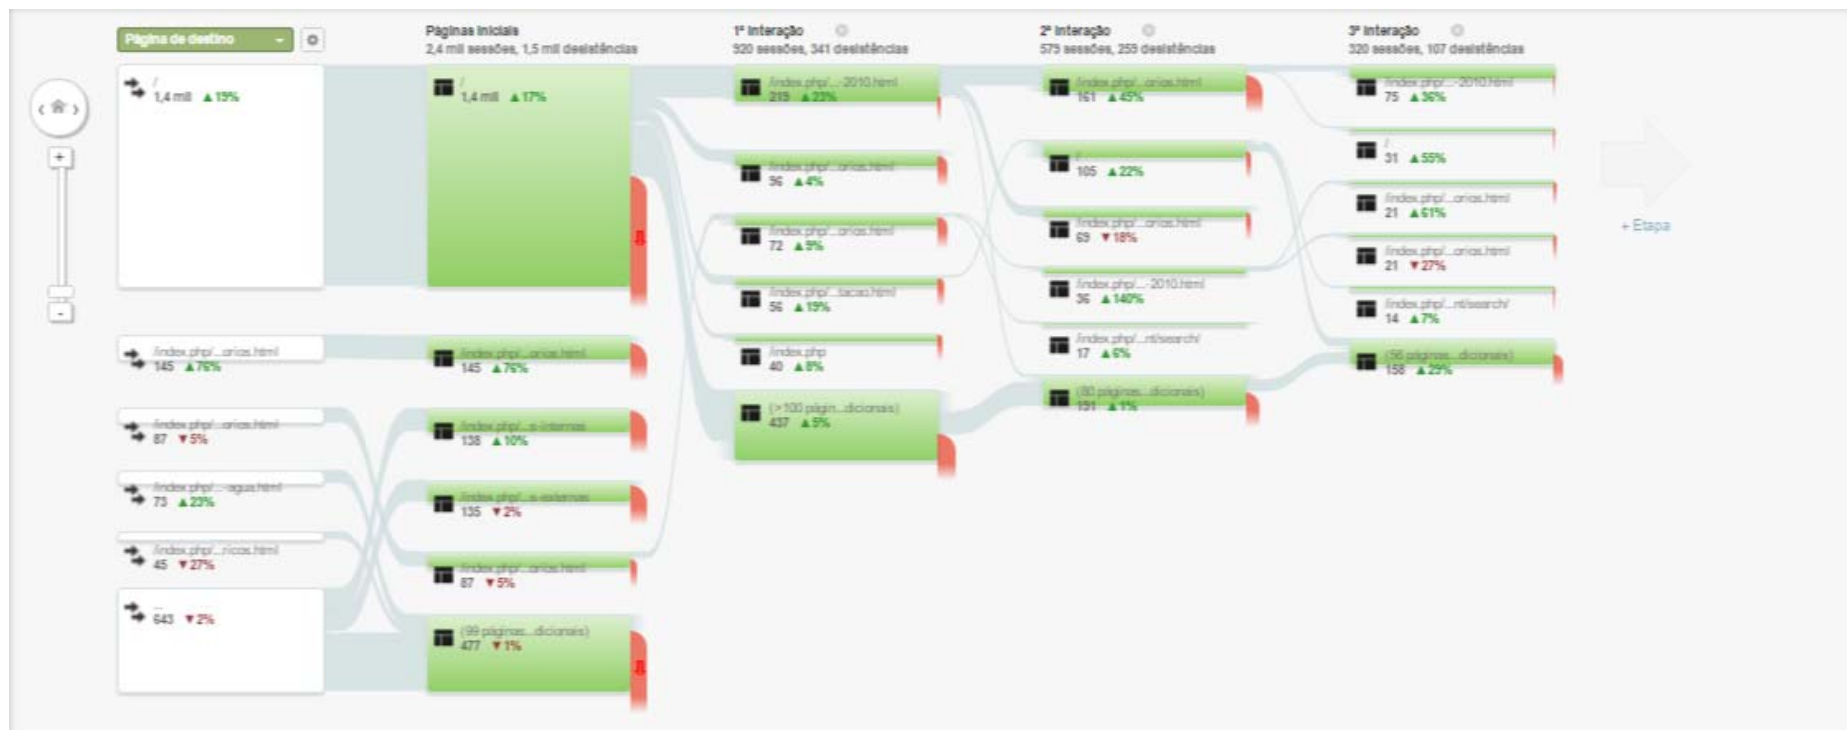 Página de destino
/
1,4 mil ▲19%
/index.php/...orias.html
145 ▲76%
/index.php/...orias.html
87 ▼5%
/index.php/...-agua.html
73 ▲23%
/index.php/...ricos.html
45 ▼27%
...
643 ▼2%
Páginas iniciais
2,4 mil sessões, 1,5 mil desistências
/
1,4 mil ▲17%
/index.php/...orias.html
145 ▲76%
/index.php/...s-internas
138 ▲10%
/index.php/...s-externas
135 ▼2%
/index.php/...orias.html
87 ▼5%
(99 páginas...dicionais)
477 ▼1%
1ª Interação
920 sessões, 341 desistências
/index.php/...-2010.html
219 ▲23%
/index.php/...orias.html
96 ▲4%
/index.php/...orias.html
72 ▲9%
/index.php/...tacao.html
56 ▲19%
/index.php
40 ▲8%
(>100 págin...dicionais)
437 ▲5%
2ª Interação
579 sessões, 259 desistências
/index.php/...orias.html
161 ▲45%
/
105 ▲22%
/index.php/...orias.html
69 ▼18%
/index.php/...-2010.html
36 ▲140%
/index.php/...nt/search/
17 ▲6%
(80 páginas...dicionais)
191 ▲1%
3ª Interação
320 sessões, 107 desistências
/index.php/...-2010.html
75 ▲36%
/
31 ▲55%
/index.php/...orias.html
21 ▲61%
/index.php/...orias.html
21 ▼27%
/index.php/...nt/search/
14 ▲7%
(56 páginas...dicionais)
158 ▲29%
+ Etapa